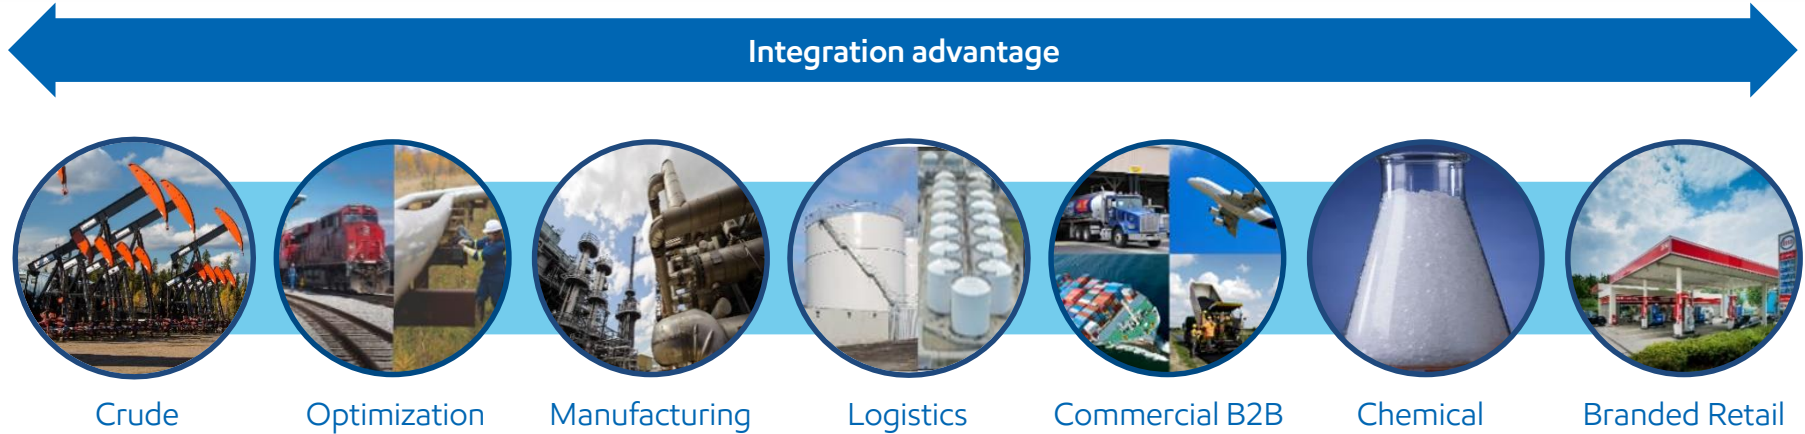 Integration advantage
Crude
Optimization
Manufacturing
Logistics
Commercial B2B
Chemical
Branded Retail